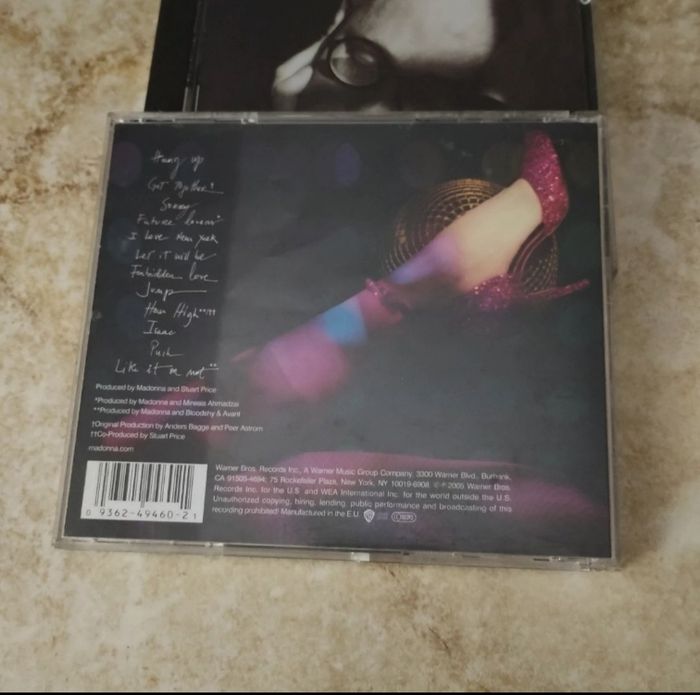 Hung up
Get Together†
Sorry
Future lovers*
I Love New York
Let it will be
Forbidden love
Jump
How High**††
Isaac
Push
Like it or not**
Produced by Madonna and Stuart Price
*Produced by Madonna and Mirwais Ahmadzaï
**Produced by Madonna and Bloodshy & Avant
†Original Production by Anders Bagge and Peer Astrom
††Co-Produced by Stuart Price
madonna.com
Warner Bros. Records Inc., A Warner Music Group Company. 3300 Warner Blvd., Burbank,
CA 91505-4694; 75 Rockefeller Plaza, New York, NY 10019-6908. ©℗2005 Warner Bros.
Records Inc. for the U.S. and WEA International Inc. for the world outside the U.S.
Unauthorized copying, hiring, lending, public performance and broadcasting of this
recording prohibited! Manufactured in the E.U.
0 9362-49460-2 1